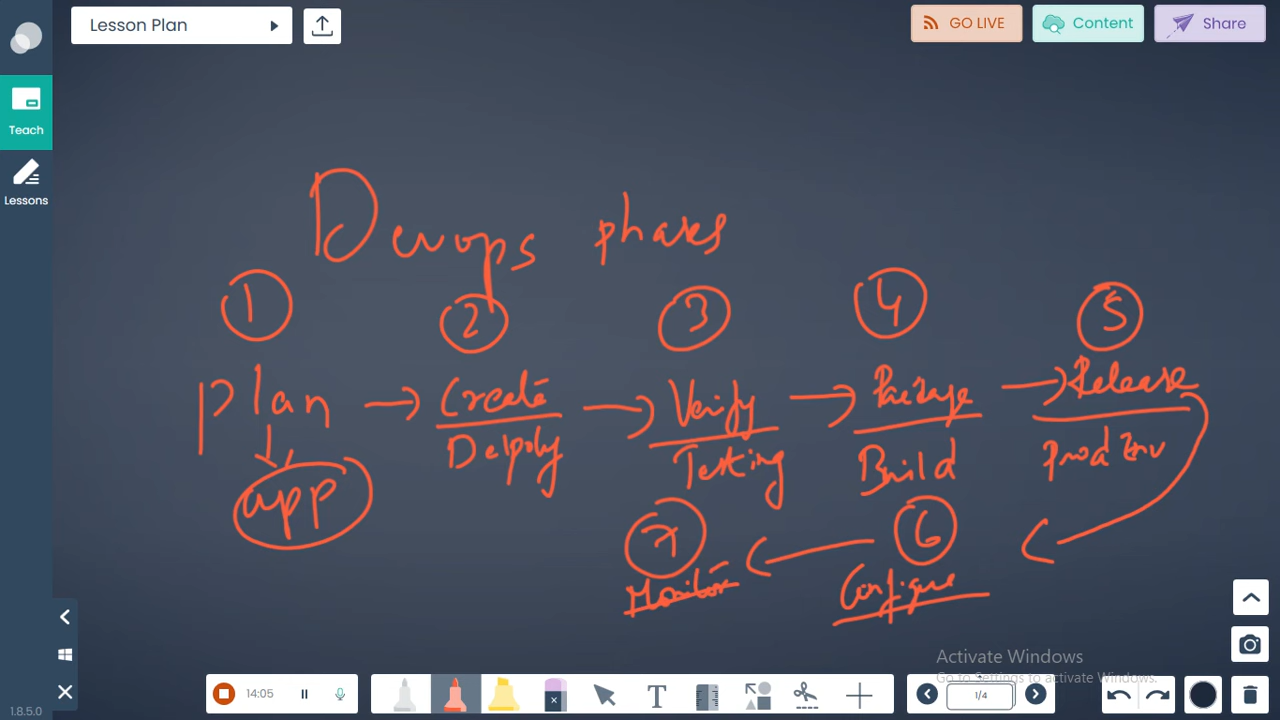 Lesson Plan
GO LIVE
Content
Share
Teach
Lessons
Devops phases
1 2 3 4 5
Plan → Create → Verify → Package → Release
app
Delpoly Testing Build Prod Env
7 6
Monitor Configure
Activate Windows
Go to Settings to activate Windows.
14:05
T
1/4
1.8.5.0